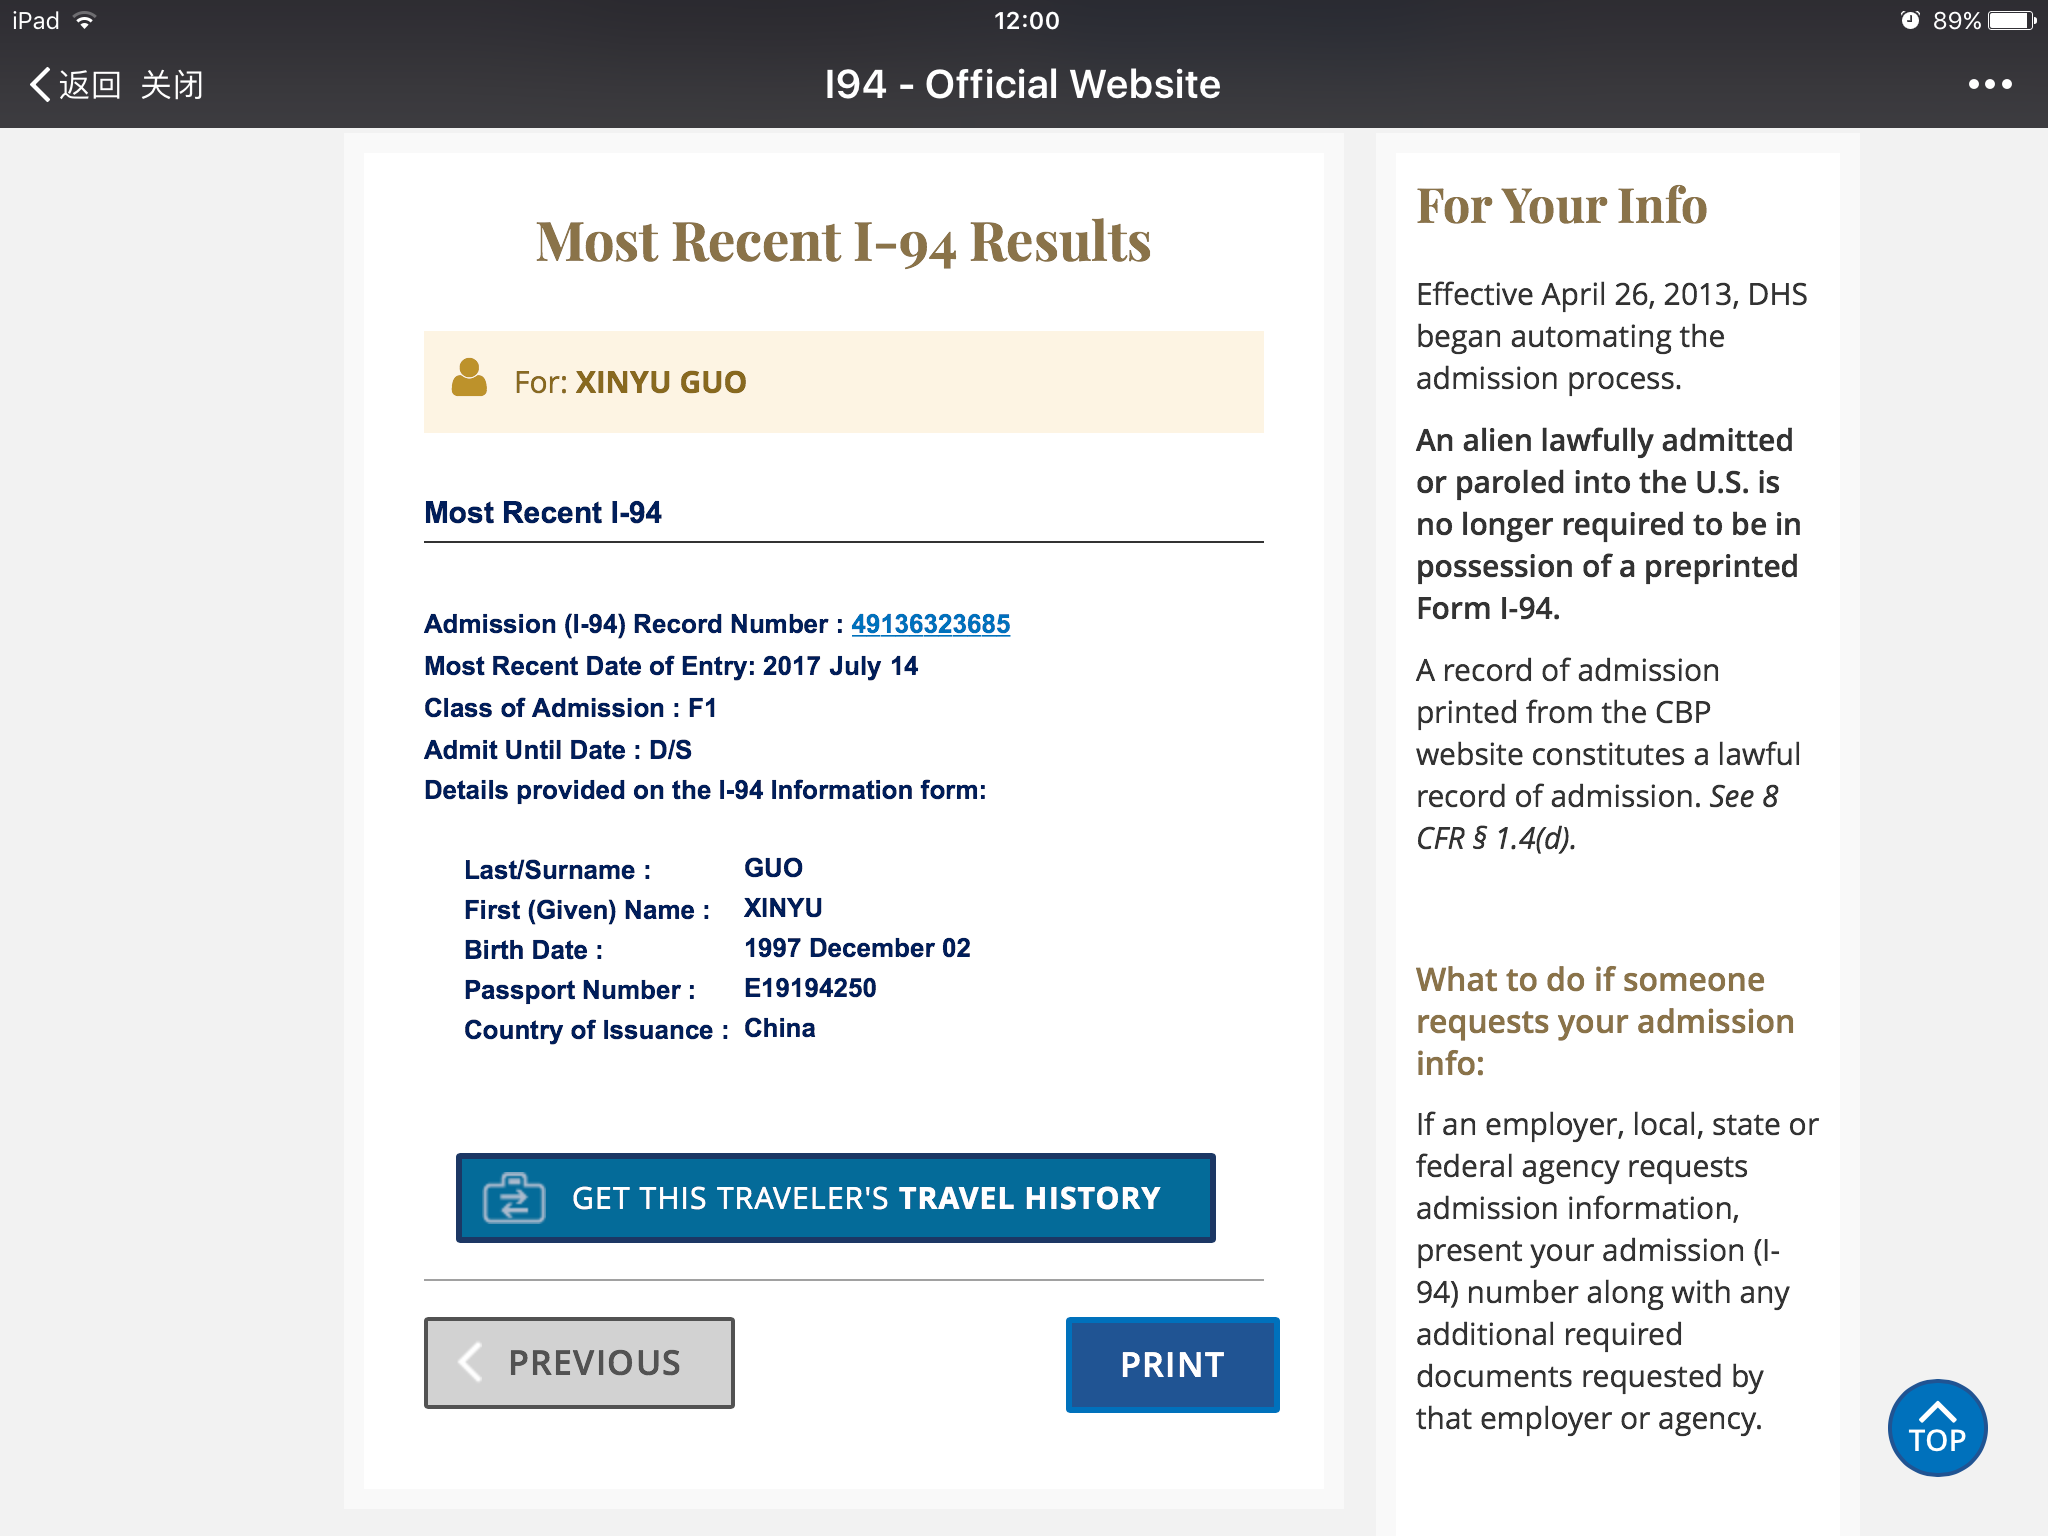 iPad
12:00
89%
返回 关闭
I94 - Official Website
•••
Most Recent I-94 Results
For: XINYU GUO
Most Recent I-94
Admission (I-94) Record Number : 49136323685
Most Recent Date of Entry: 2017 July 14
Class of Admission : F1
Admit Until Date : D/S
Details provided on the I-94 Information form:
Last/Surname : GUO
First (Given) Name : XINYU
Birth Date : 1997 December 02
Passport Number : E19194250
Country of Issuance : China
GET THIS TRAVELER'S TRAVEL HISTORY
PREVIOUS
PRINT
For Your Info
Effective April 26, 2013, DHS
began automating the
admission process.
An alien lawfully admitted
or paroled into the U.S. is
no longer required to be in
possession of a preprinted
Form I-94.
A record of admission
printed from the CBP
website constitutes a lawful
record of admission. See 8
CFR § 1.4(d).
What to do if someone
requests your admission
info:
If an employer, local, state or
federal agency requests
admission information,
present your admission (I-
94) number along with any
additional required
documents requested by
that employer or agency.
TOP